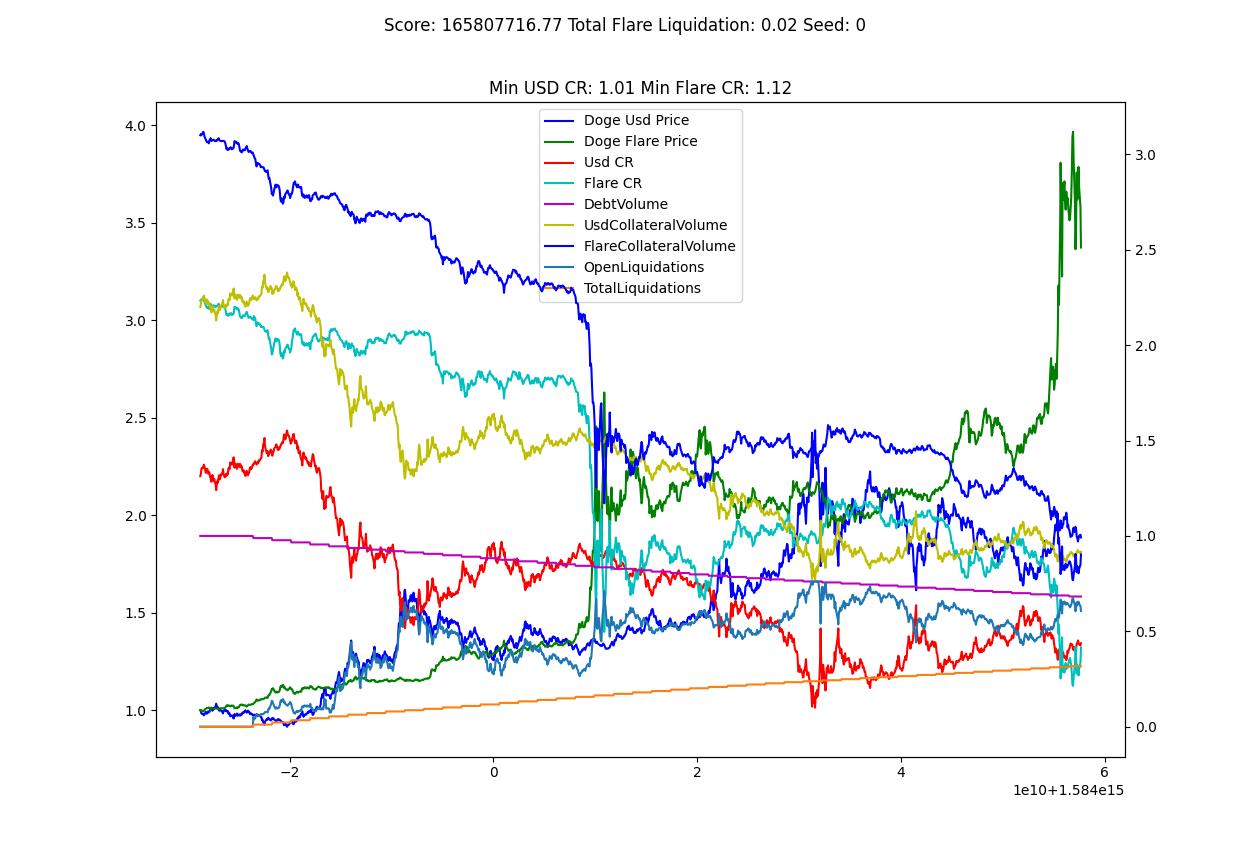 Score: 165807716.77 Total Flare Liquidation: 0.02 Seed: 0
Min USD CR: 1.01 Min Flare CR: 1.12
Doge Usd Price
Doge Flare Price
Usd CR
Flare CR
DebtVolume
UsdCollateralVolume
FlareCollateralVolume
OpenLiquidations
TotalLiquidations
4.0
3.5
3.0
2.5
2.0
1.5
1.0
3.0
2.5
2.0
1.5
1.0
0.5
0.0
−2 0 2 4 6
1e10+1.584e15